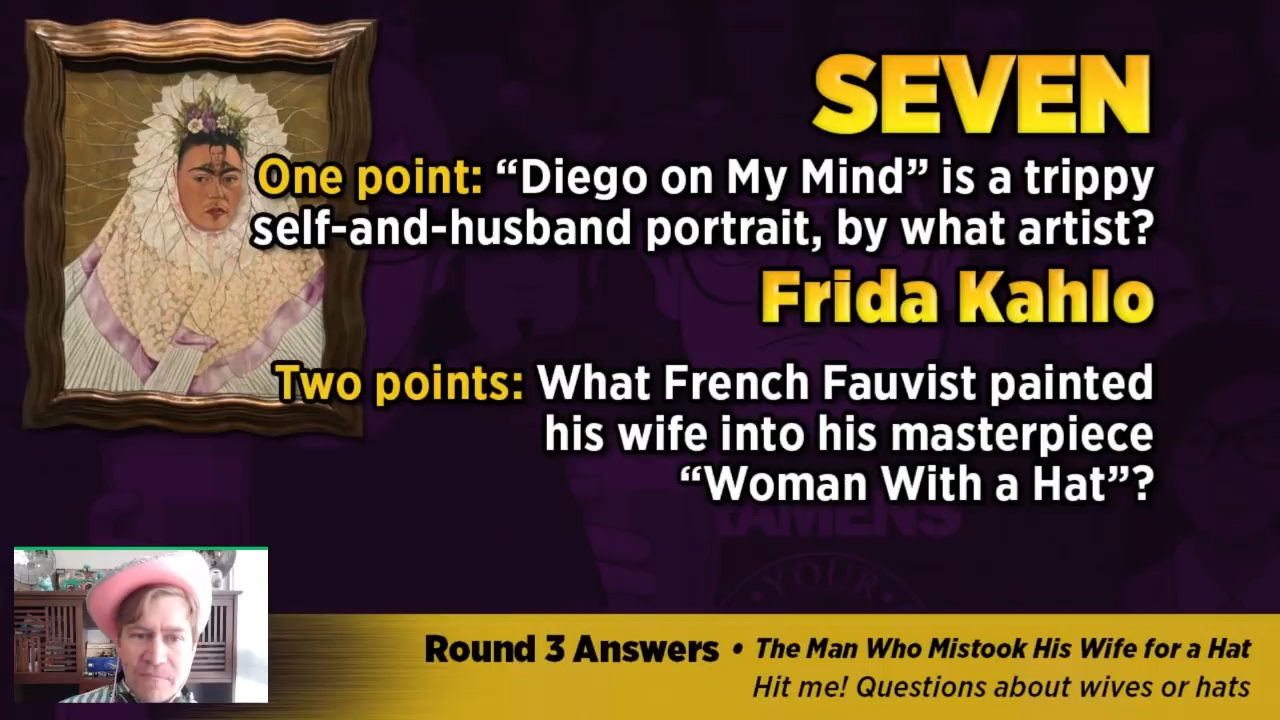 SEVEN
One point: “Diego on My Mind” is a trippy
self-and-husband portrait, by what artist?
Frida Kahlo
Two points: What French Fauvist painted
his wife into his masterpiece
“Woman With a Hat”?
RAMENS
YOUR
Round 3 Answers • The Man Who Mistook His Wife for a Hat
Hit me! Questions about wives or hats